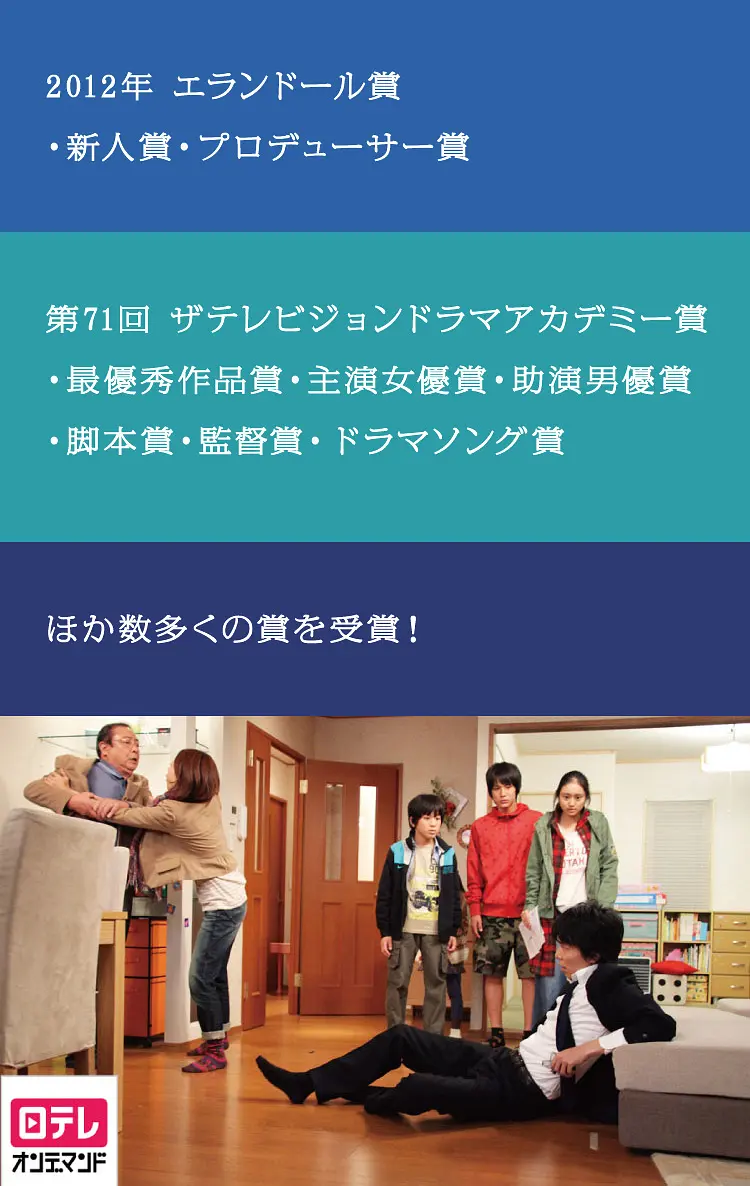 2012年 エランドール賞
・新人賞・プロデューサー賞
第71回 ザテレビジョンドラマアカデミー賞
・最優秀作品賞・主演女優賞・助演男優賞
・脚本賞・監督賞・ドラマソング賞
ほか数多くの賞を受賞！
日テレ
オンデマンド